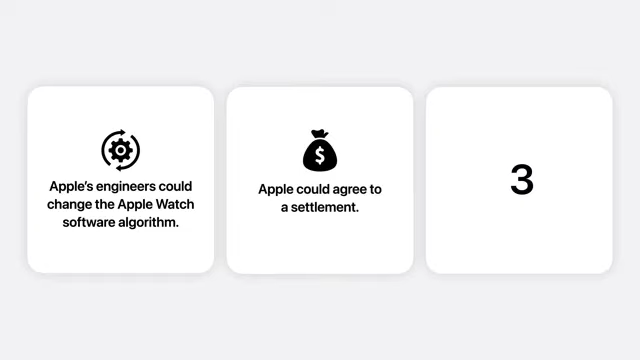 Apple's engineers could
change the Apple Watch
software algorithm.
Apple could agree to
a settlement.
3